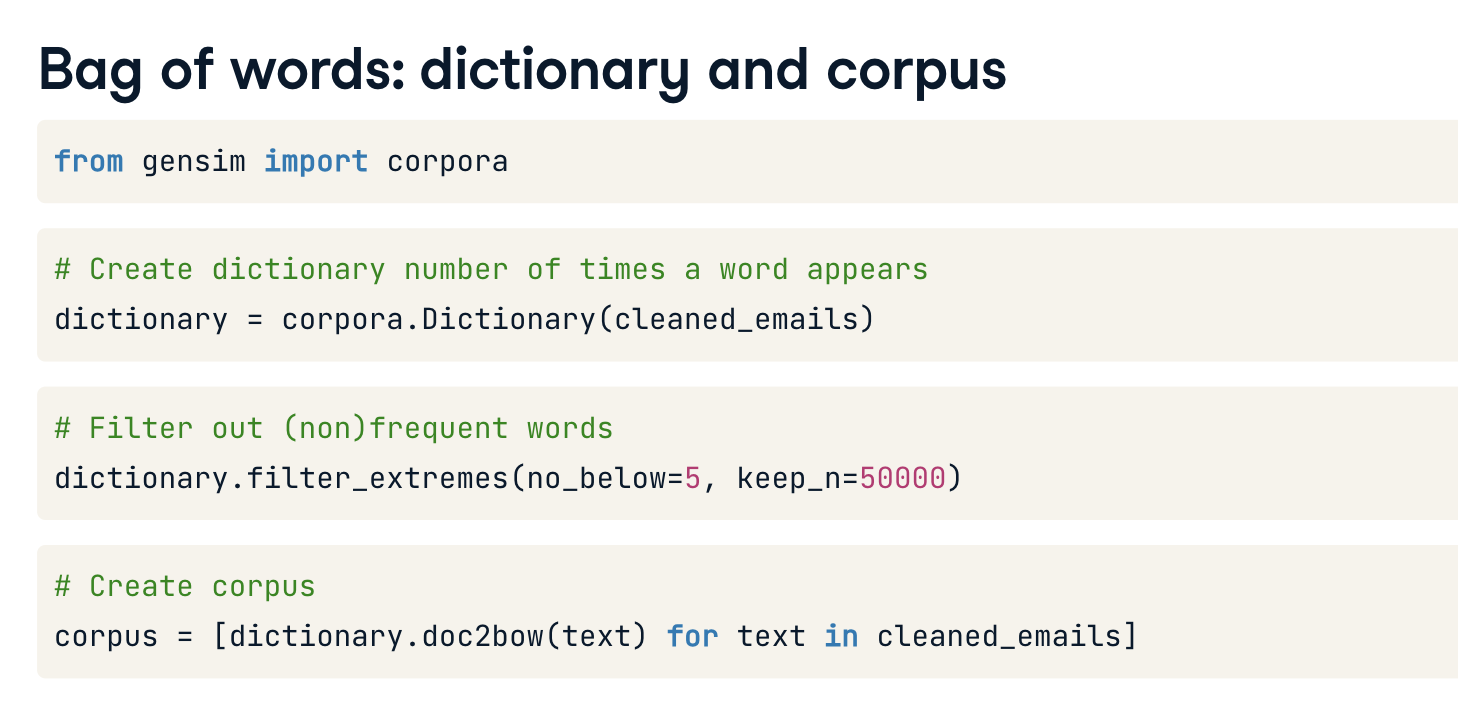 Bag of words: dictionary and corpus
from gensim import corpora
# Create dictionary number of times a word appears
dictionary = corpora.Dictionary(cleaned_emails)
# Filter out (non)frequent words
dictionary.filter_extremes(no_below=5, keep_n=50000)
# Create corpus
corpus = [dictionary.doc2bow(text) for text in cleaned_emails]